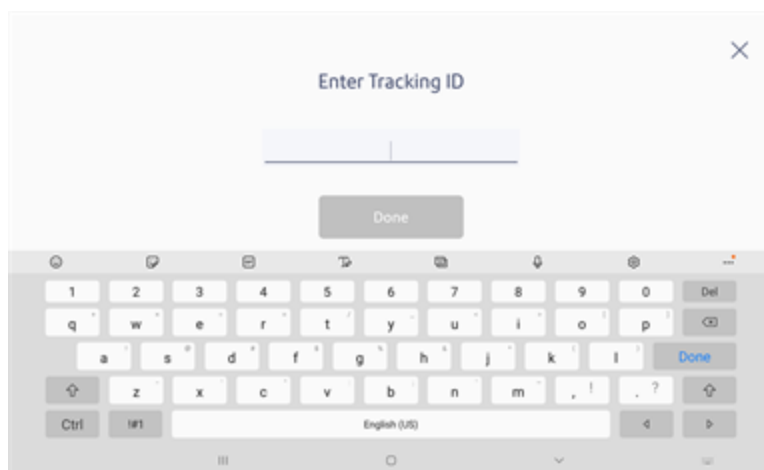 Enter Tracking ID
Done
1 2 3 4 5 6 7 8 9 0 Del
q w e r t y u i o p
a s d f g h j k l Done
z x c v b n m , ! . ?
Ctrl !#1 English (US)